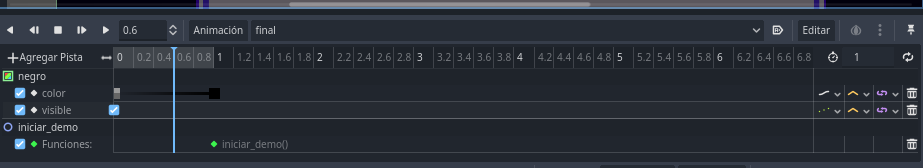 0.6 Animación final Editar
Agregar Pista 0 0.2 0.4 0.6 0.8 1 1.2 1.4 1.6 1.8 2 2.2 2.4 2.6 2.8 3 3.2 3.4 3.6 3.8 4 4.2 4.4 4.6 4.8 5 5.2 5.4 5.6 5.8 6 6.2 6.4 6.6 6.8 1
negro
color
visible
iniciar_demo
Funciones: iniciar_demo()